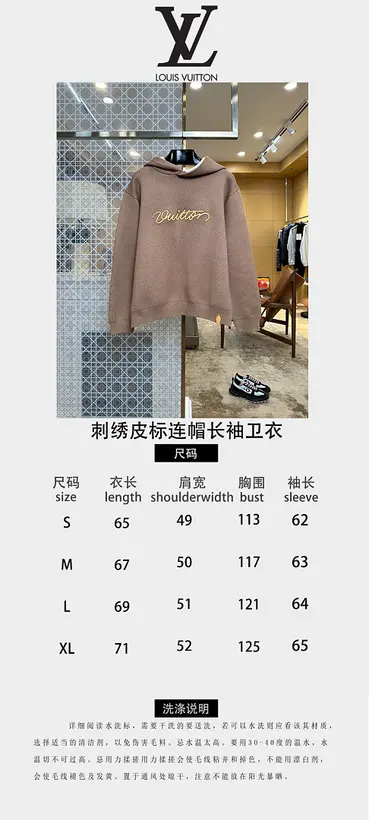 LV
LOUIS VUITTON
Vuitton
刺绣皮标连帽长袖卫衣
尺码
尺码 衣长 肩宽 胸围 袖长
size length shoulderwidth bust sleeve
S 65 49 113 62
M 67 50 117 63
L 69 51 121 64
XL 71 52 125 65
洗涤说明
详细阅读水洗标，需要干洗的要送洗，若可以水洗则应看该其材质，
选择适当的清洁剂，以免伤害毛料。忌水温太高，要用30-40度的温水，水
温切不可过高。忌用力揉搓用力揉搓会使毛线粘并和掉色，不能用漂白剂，
会使毛线褪色及发黄。置于通风处晾干，注意不能放在阳光暴晒。